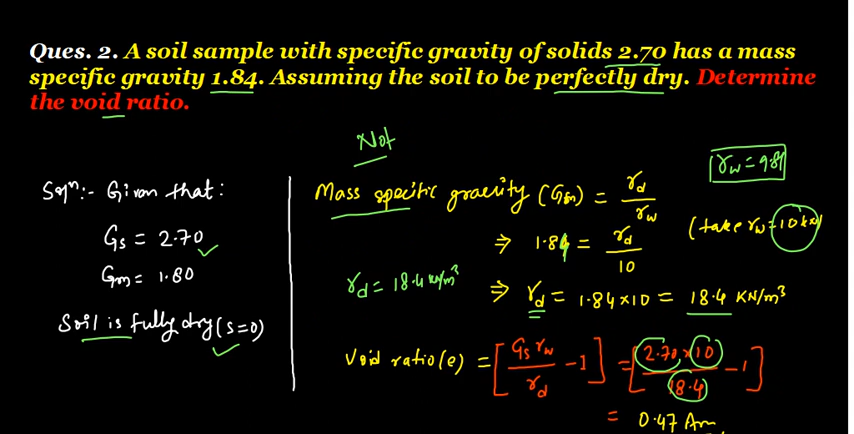 Ques. 2. A soil sample with specific gravity of solids 2.70 has a mass
specific gravity 1.84. Assuming the soil to be perfectly dry. Determine
the void ratio.
Not
γw = 9.81
Solⁿ:- Given that:
Gs = 2.70
Gm = 1.80
Soil is fully dry (s=0)
Mass specific gravity (Gm) = γd/γw
(take γw = 10 kN/
⇒ 1.84 = γd/10
γd = 18.4 kN/m³
⇒ γd = 1.84×10 = 18.4 KN/m³
Void ratio(e) = [Gs γw/γd - 1] = [2.70×10/18.4 - 1]
= 0.47 Am